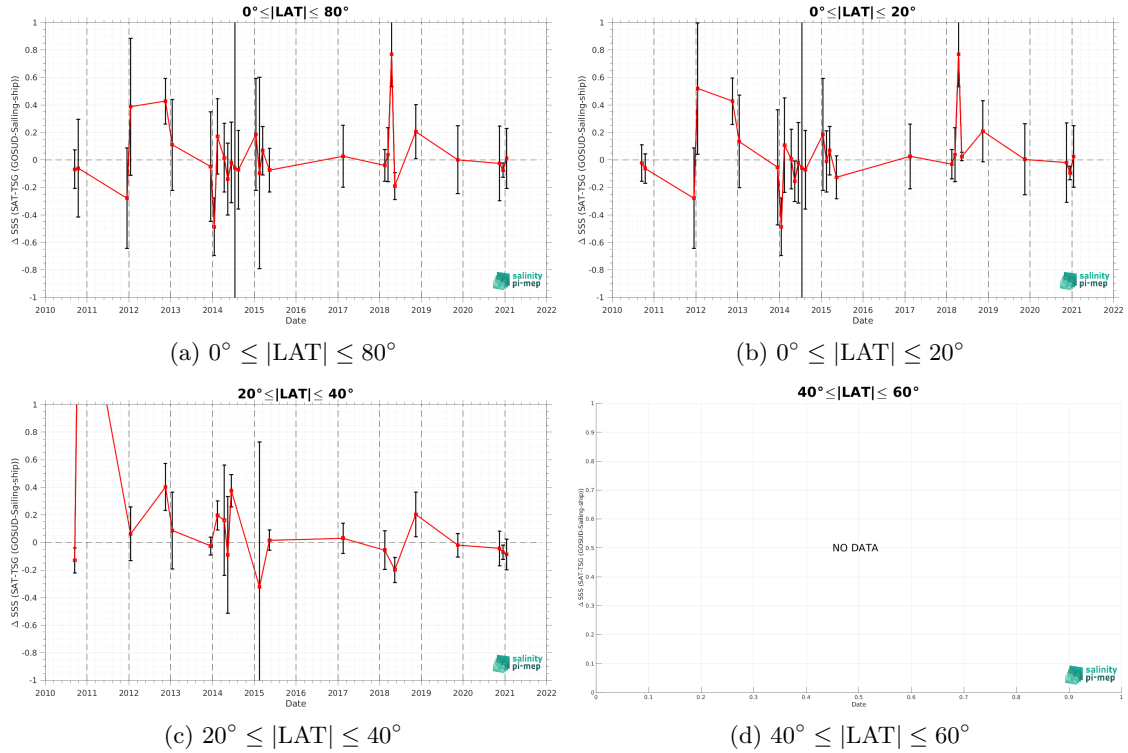 0°≤|LAT|≤ 80°
Δ SSS (SAT-TSG (GOSUD-Sailing-ship))
1
0.8
0.6
0.4
0.2
0
-0.2
-0.4
-0.6
-0.8
-1
2010 2011 2012 2013 2014 2015 2016 2017 2018 2019 2020 2021 2022
Date
salinity
pi-mep
(a) 0° ≤ |LAT| ≤ 80°
0°≤|LAT|≤ 20°
Δ SSS (SAT-TSG (GOSUD-Sailing-ship))
1
0.8
0.6
0.4
0.2
0
-0.2
-0.4
-0.6
-0.8
-1
2010 2011 2012 2013 2014 2015 2016 2017 2018 2019 2020 2021 2022
Date
salinity
pi-mep
(b) 0° ≤ |LAT| ≤ 20°
20°≤|LAT|≤ 40°
Δ SSS (SAT-TSG (GOSUD-Sailing-ship))
1
0.8
0.6
0.4
0.2
0
-0.2
-0.4
-0.6
-0.8
-1
2010 2011 2012 2013 2014 2015 2016 2017 2018 2019 2020 2021 2022
Date
salinity
pi-mep
(c) 20° ≤ |LAT| ≤ 40°
40°≤|LAT|≤ 60°
Δ SSS (SAT-TSG (GOSUD-Sailing-ship))
1
0.9
0.8
0.7
0.6
0.5
0.4
0.3
0.2
0.1
0
NO DATA
0 0.1 0.2 0.3 0.4 0.5 0.6 0.7 0.8 0.9 1
Date
salinity
pi-mep
(d) 40° ≤ |LAT| ≤ 60°